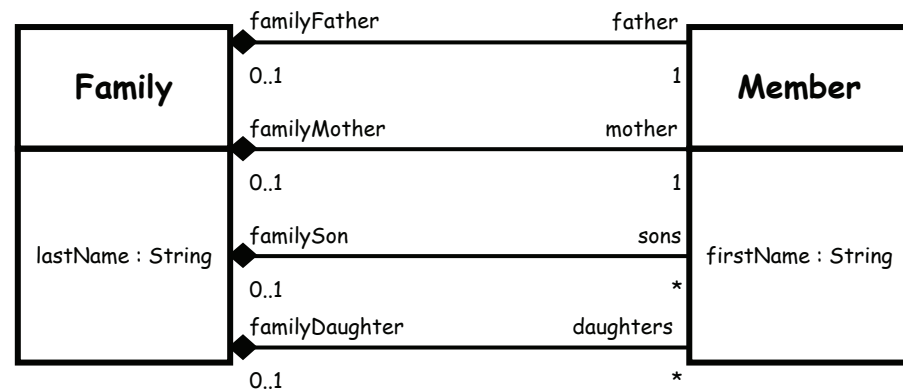 familyFather father
Family
0..1 1
Member
familyMother mother
0..1 1
lastName : String
familySon sons
firstName : String
0..1 *
familyDaughter daughters
0..1 *